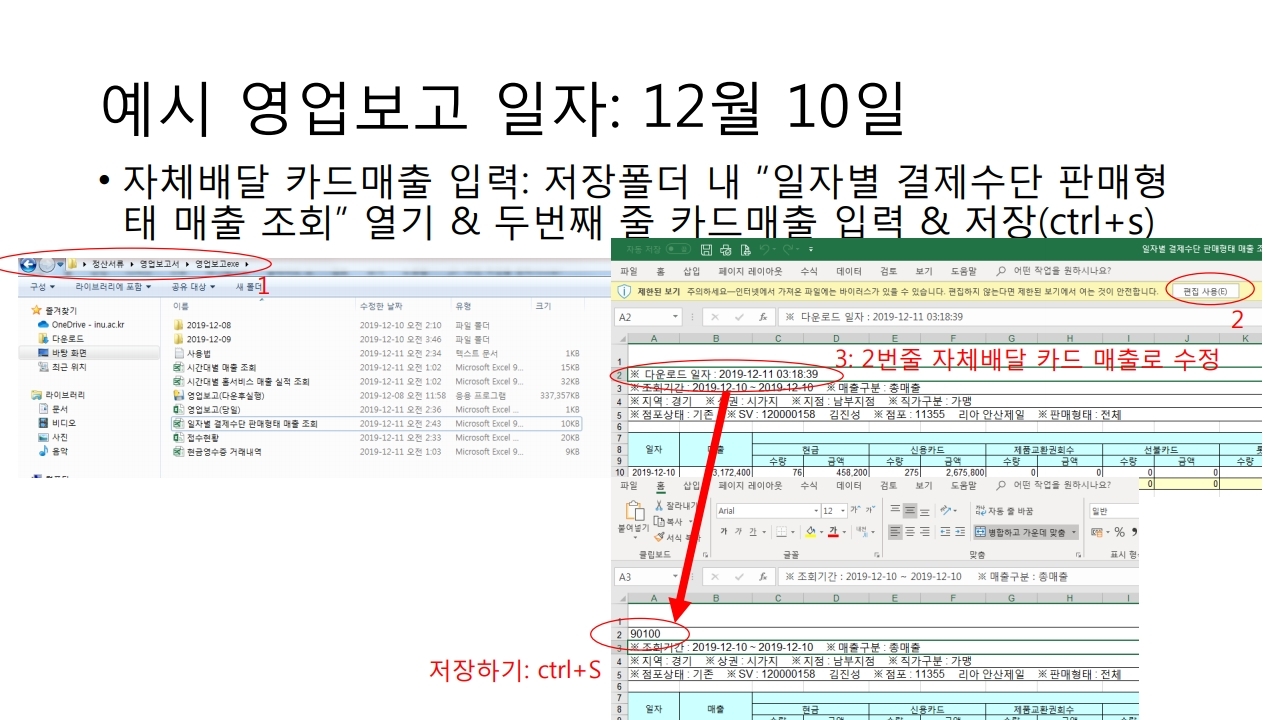 예시 영업보고 일자: 12월 10일
• 자체배달 카드매출 입력: 저장폴더 내 "일자별 결제수단 판매형
태 매출 조회" 열기 & 두번째 줄 카드매출 입력 & 저장(ctrl+s)
정산서류 ▸ 영업보고서 ▸ 영업보고exe ▸
1
구성 라이브러리에 포함 공유 대상 새 폴더
이름 수정한 날짜 유형 크기
즐겨찾기
OneDrive - inu.ac.kr
다운로드
바탕 화면
최근 위치
라이브러리
문서
비디오
사진
음악
2019-12-08 2019-12-10 오전 2:10 파일 폴더
2019-12-09 2019-12-10 오전 3:46 파일 폴더
사용법 2019-12-11 오전 2:34 텍스트 문서 1KB
시간대별 매출 조회 2019-12-11 오전 1:02 Microsoft Excel 9... 15KB
시간대별 홈서비스 매출 실적 조회 2019-12-11 오전 1:02 Microsoft Excel 9... 32KB
영업보고(다운후실행) 2019-12-08 오전 11:58 응용 프로그램 337,357KB
영업보고(당일) 2019-12-11 오전 2:36 Microsoft Excel ... 1KB
일자별 결제수단 판매형태 매출 조회 2019-12-11 오전 2:43 Microsoft Excel 9... 10KB
접수현황 2019-12-11 오전 2:33 Microsoft Excel ... 20KB
현금영수증 거래내역 2019-12-11 오전 1:03 Microsoft Excel 9... 9KB
자동 저장 일자별 결제수단 판매형태 매출 조
파일 홈 삽입 페이지 레이아웃 수식 데이터 검토 보기 도움말 어떤 작업을 원하시나요?
제한된 보기 주의하세요—인터넷에서 가져온 파일에는 바이러스가 있을 수 있습니다. 편집하지 않는다면 제한된 보기에서 여는 것이 안전합니다. 편집 사용(E)
2
A2 fx ※ 다운로드 일자 : 2019-12-11 03:18:39
A B C D E F G H I J K
3: 2번줄 자체배달 카드 매출로 수정
1
2 ※ 다운로드 일자 : 2019-12-11 03:18:39
3 ※ 조회기간 : 2019-12-10 ~ 2019-12-10 ※ 매출구분 : 총매출
4 ※ 지역 : 경기 ※ 상권 : 시가지 ※ 지점 : 남부지점 ※ 직가구분 : 가맹
5 ※ 점포상태 : 기존 ※ SV : 120000158 김진성 ※ 점포 : 11355 리아 안산제일 ※ 판매형태 : 전체
6
7
8 일자 매출 현금 신용카드 제품교환권회수 선불카드
9 수량 금액 수량 금액 수량 금액 수량 금액 수량
10 2019-12-10 3,172,400 76 458,200 275 2,675,800 0 0 0 0
0 0
파일 홈 삽입 페이지 레이아웃 수식 데이터 검토 보기 도움말 어떤 작업을 원하시나요?
붙여넣기 잘라내기 Arial 12 자동 줄 바꿈 일반
복사 가 가 가 병합하고 가운데 맞춤 %
서식 복사
클립보드 글꼴 맞춤 표시 형
A3 fx ※ 조회기간 : 2019-12-10 ~ 2019-12-10 ※ 매출구분 : 총매출
A B C D E F G H I
1
2 90100
3 ※ 조회기간 : 2019-12-10 ~ 2019-12-10 ※ 매출구분 : 총매출
4 ※ 지역 : 경기 ※ 상권 : 시가지 ※ 지점 : 남부지점 ※ 직가구분 : 가맹
5 ※ 점포상태 : 기존 ※ SV : 120000158 김진성 ※ 점포 : 11355 리아 안산제일 ※ 판매형태 : 전체
6
7
8 일자 매출 현금 신용카드 제품교환권회수
9
저장하기: ctrl+S